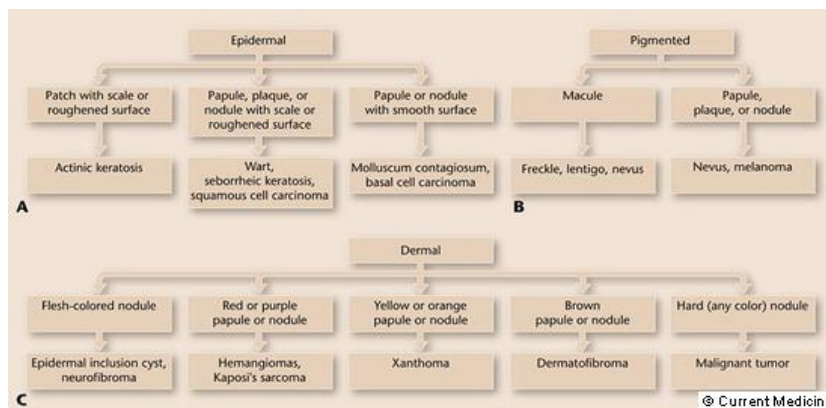 Epidermal
Patch with scale or
roughened surface
Papule, plaque, or
nodule with scale or
roughened surface
Papule or nodule
with smooth surface
Actinic keratosis
Wart,
seborrheic keratosis,
squamous cell carcinoma
Molluscum contagiosum,
basal cell carcinoma
A
Pigmented
Macule
Papule,
plaque, or nodule
Freckle, lentigo, nevus
Nevus, melanoma
B
Dermal
Flesh-colored nodule
Red or purple
papule or nodule
Yellow or orange
papule or nodule
Brown
papule or nodule
Hard (any color) nodule
Epidermal inclusion cyst,
neurofibroma
Hemangiomas,
Kaposi's sarcoma
Xanthoma
Dermatofibroma
Malignant tumor
C
© Current Medicin